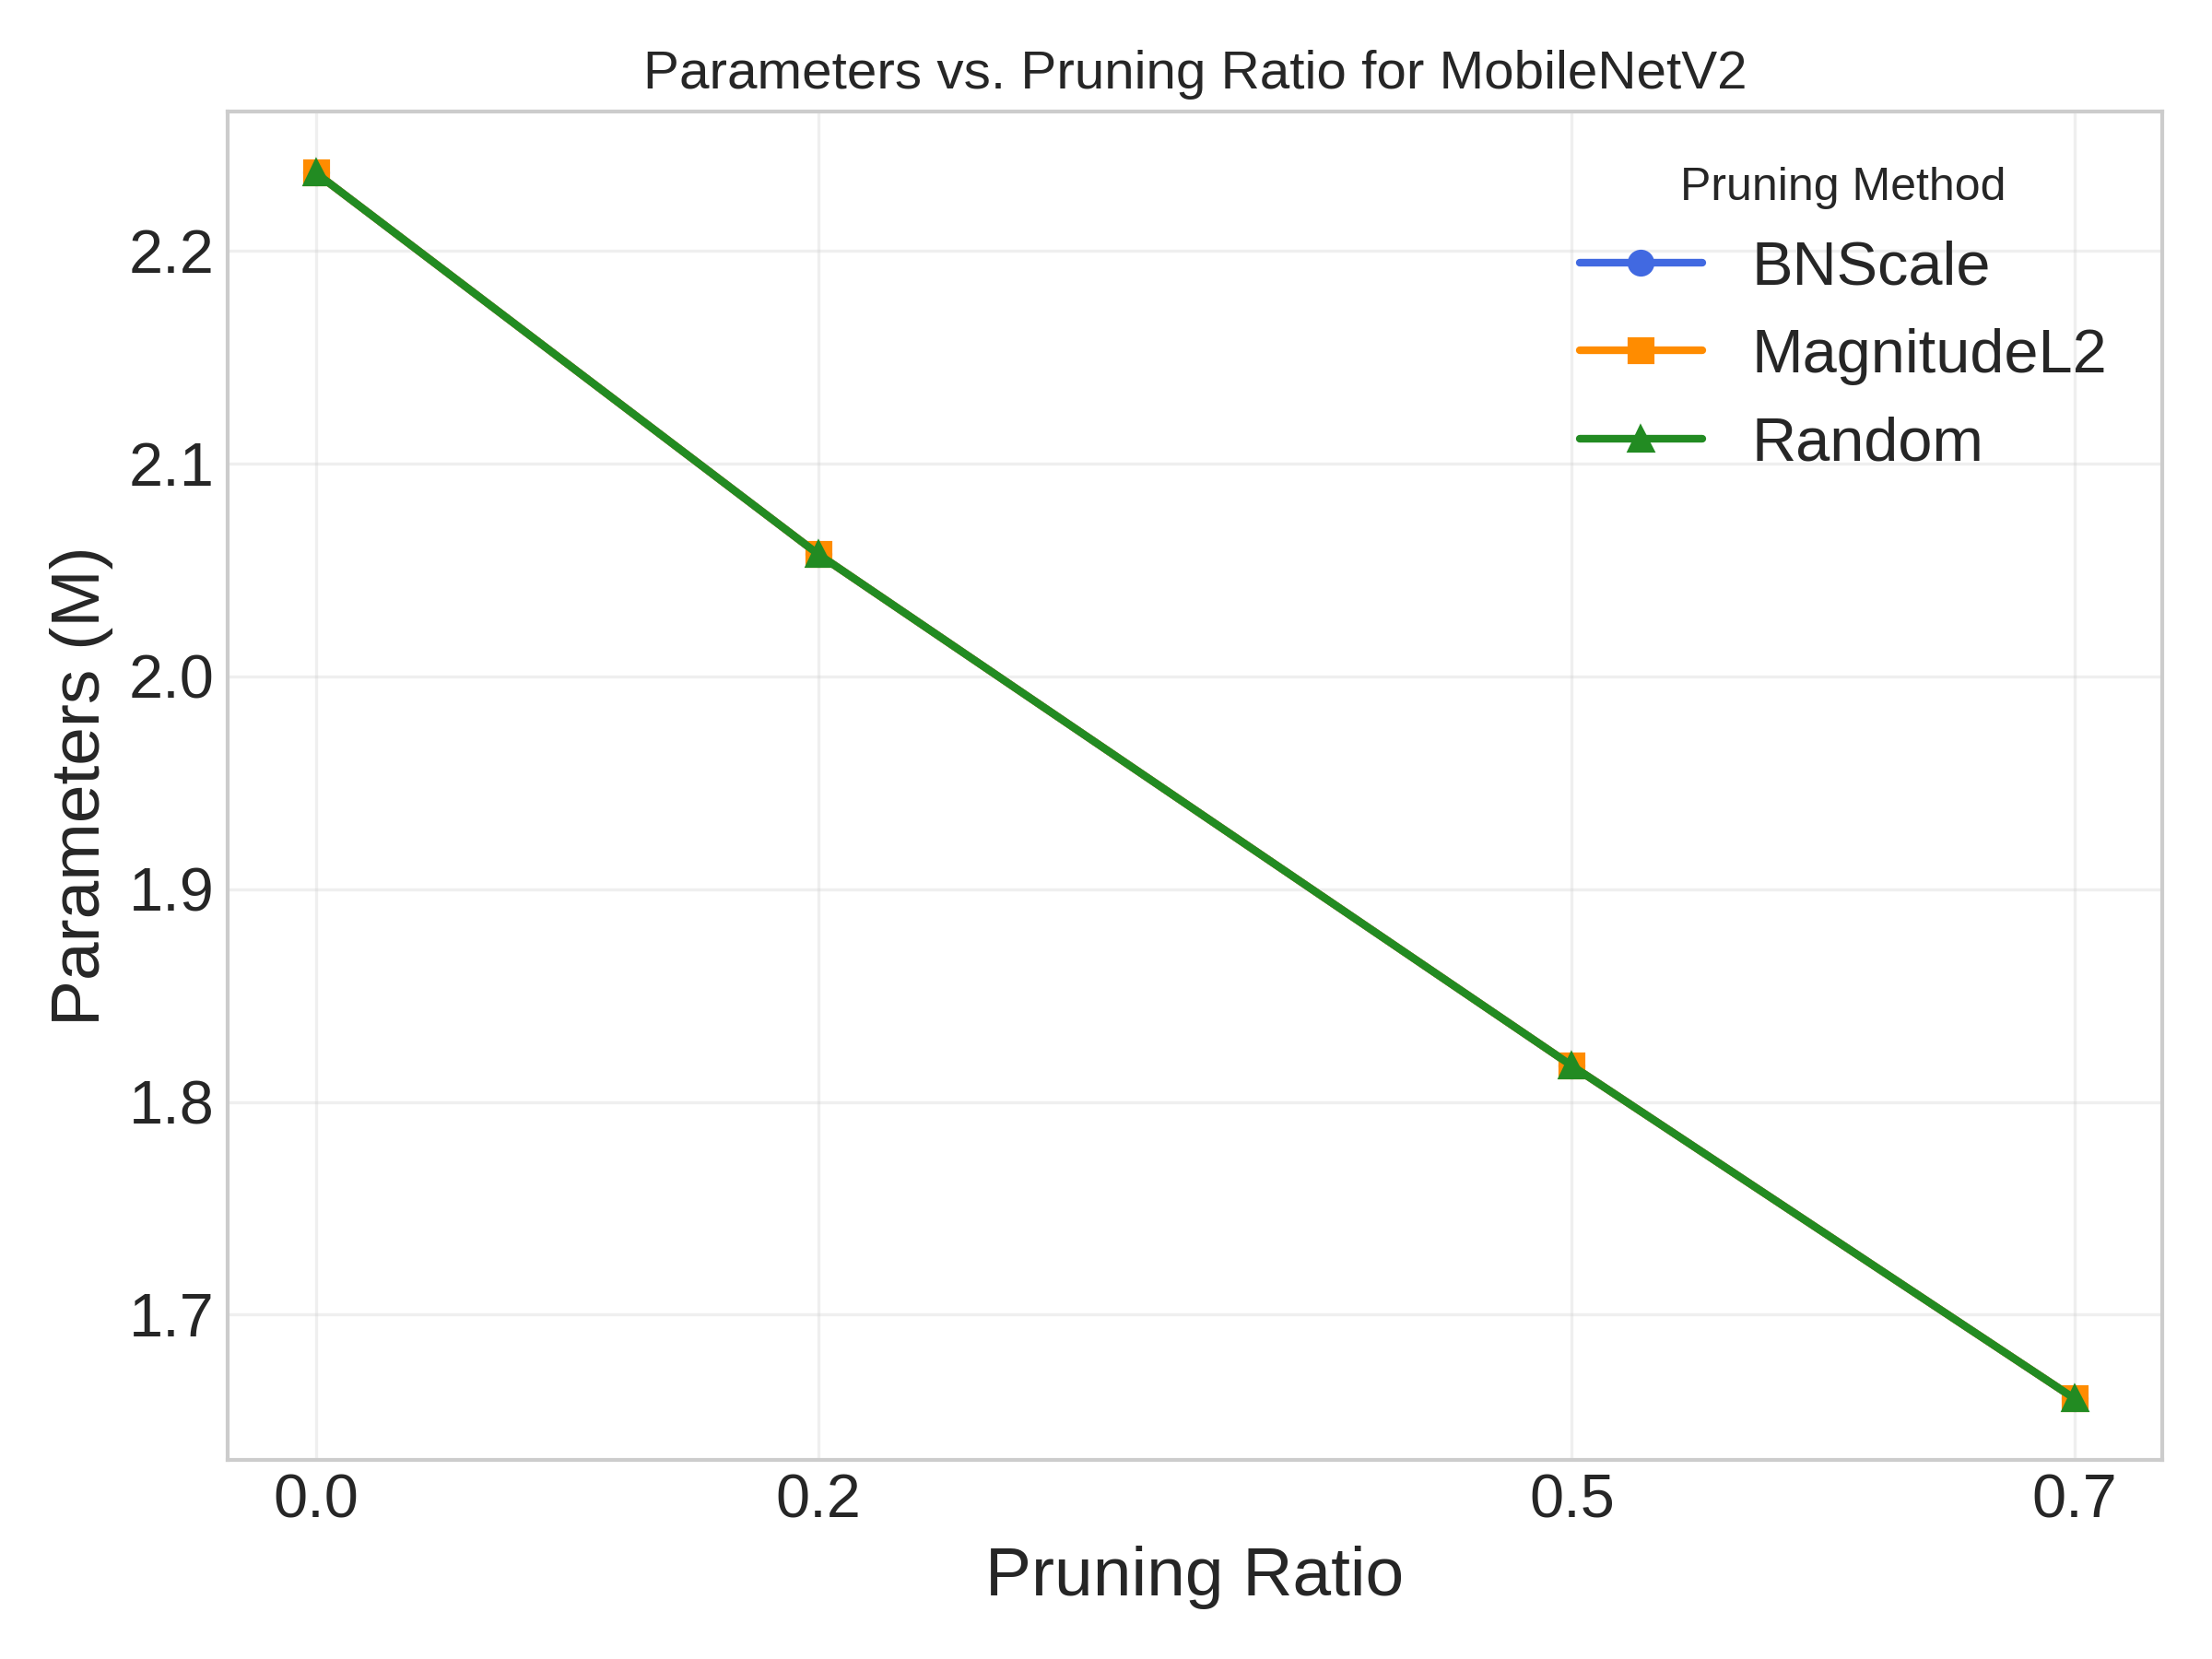 Parameters vs. Pruning Ratio for MobileNetV2
Pruning Method
BNScale
MagnitudeL2
Random
Parameters (M)
2.2
2.1
2.0
1.9
1.8
1.7
0.0 0.2 0.5 0.7
Pruning Ratio